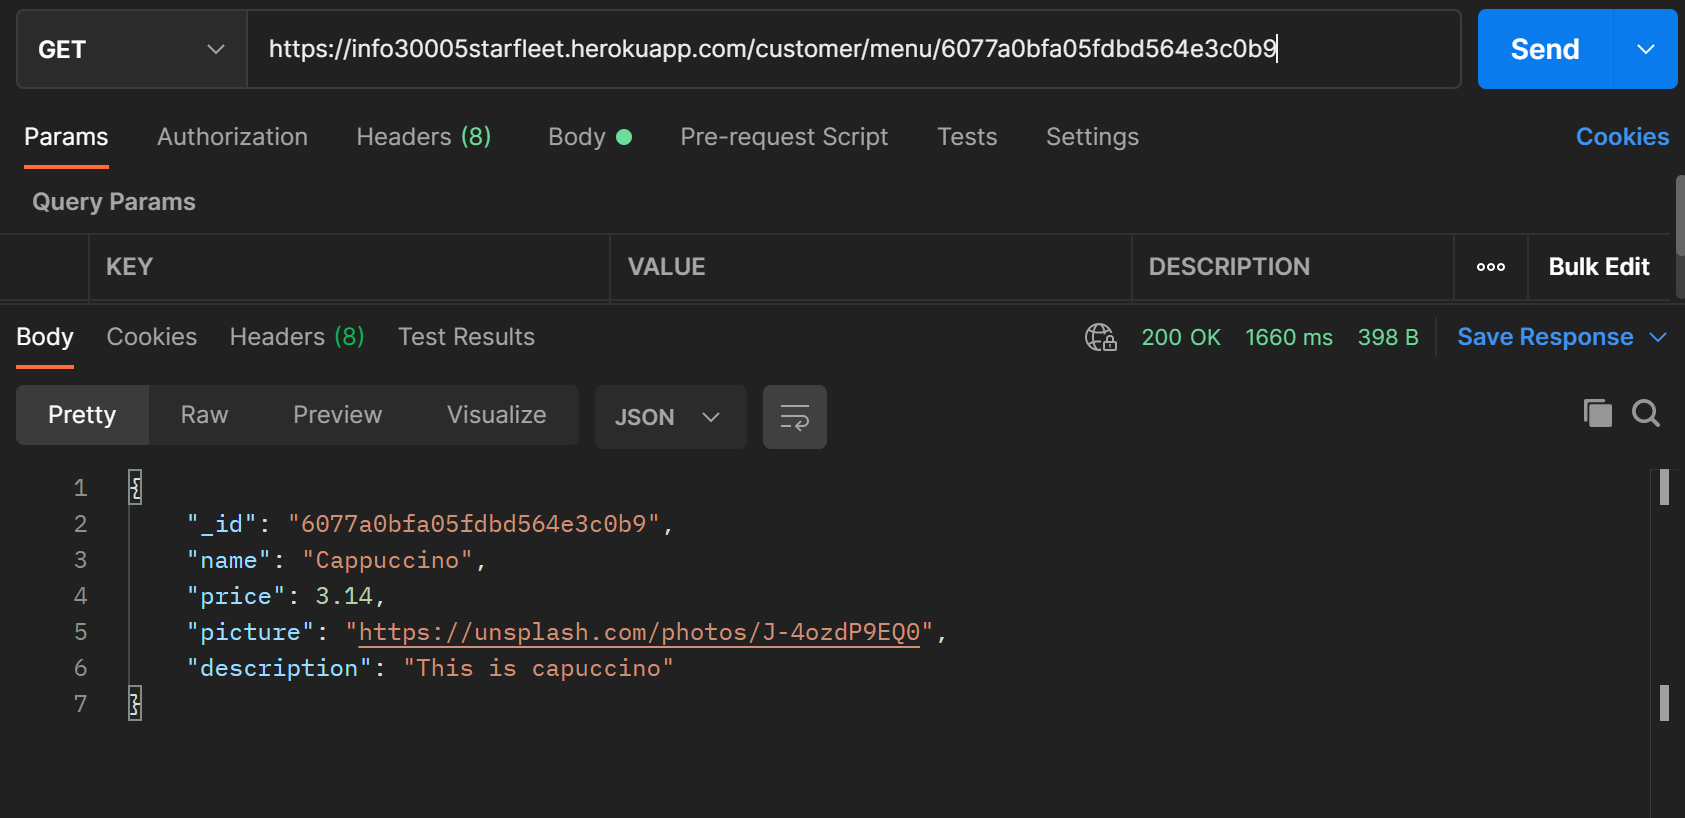 GET https://info30005starfleet.herokuapp.com/customer/menu/6077a0bfa05fdbd564e3c0b9 Send
Params Authorization Headers (8) Body Pre-request Script Tests Settings Cookies
Query Params
KEY VALUE DESCRIPTION Bulk Edit
Body Cookies Headers (8) Test Results 200 OK 1660 ms 398 B Save Response
Pretty Raw Preview Visualize JSON
1 {
2 "_id": "6077a0bfa05fdbd564e3c0b9",
3 "name": "Cappuccino",
4 "price": 3.14,
5 "picture": "https://unsplash.com/photos/J-4ozdP9EQ0",
6 "description": "This is capuccino"
7 }